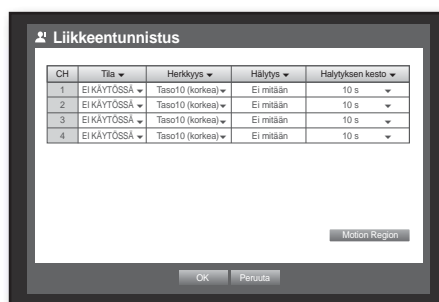 Liikkeentunnistus
CH Tila Herkkyys Hälytys Halytyksen kesto
1 EI KÄYTÖSSÄ Taso10 (korkea) Ei mitään 10 s
2 EI KÄYTÖSSÄ Taso10 (korkea) Ei mitään 10 s
3 EI KÄYTÖSSÄ Taso10 (korkea) Ei mitään 10 s
4 EI KÄYTÖSSÄ Taso10 (korkea) Ei mitään 10 s
Motion Region
OK Peruuta